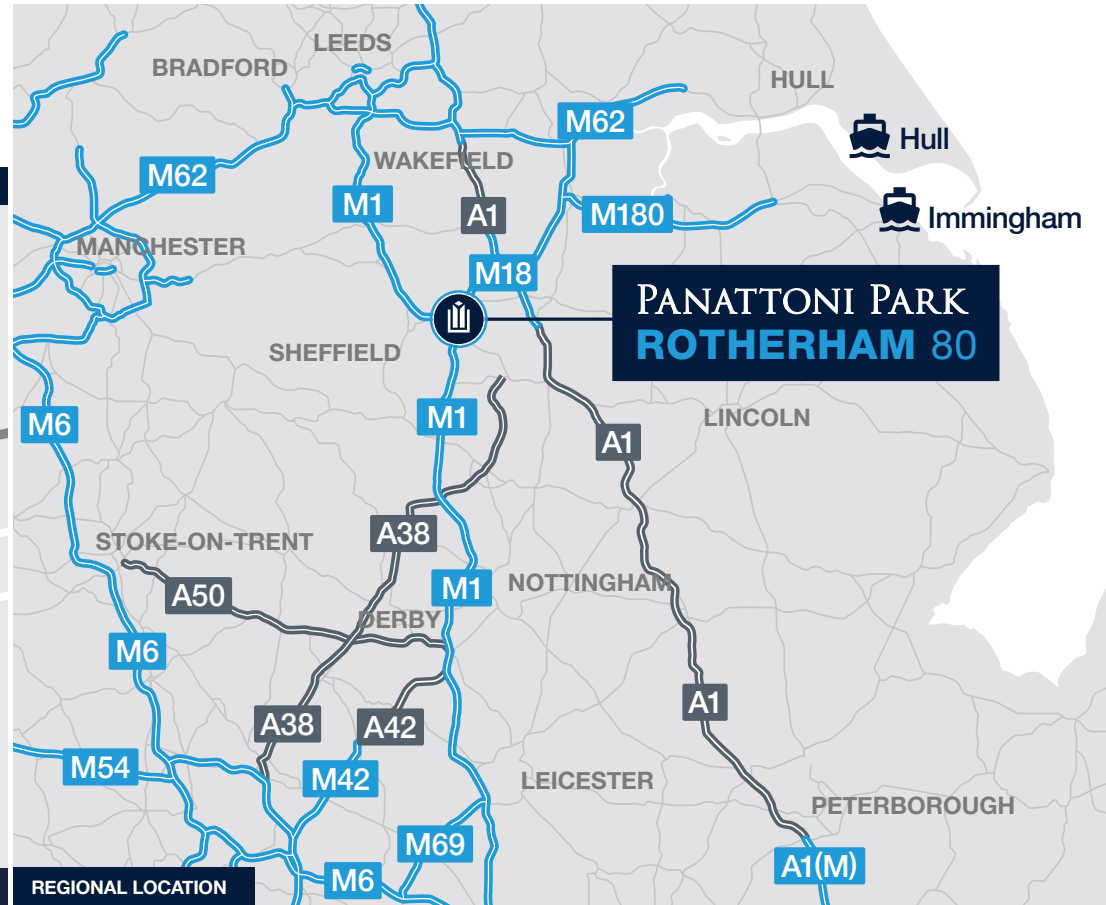 LEEDS
BRADFORD
HULL
M62
Hull
WAKEFIELD
M62
M1
A1
M180
Immingham
MANCHESTER
M18
PANATTONI PARK
ROTHERHAM 80
SHEFFIELD
M6
M1
LINCOLN
A1
A38
STOKE-ON-TRENT
NOTTINGHAM
M1
A50
DERBY
M6
A1
A38
A42
M54
M42
LEICESTER
PETERBOROUGH
M69
A1(M)
M6
REGIONAL LOCATION